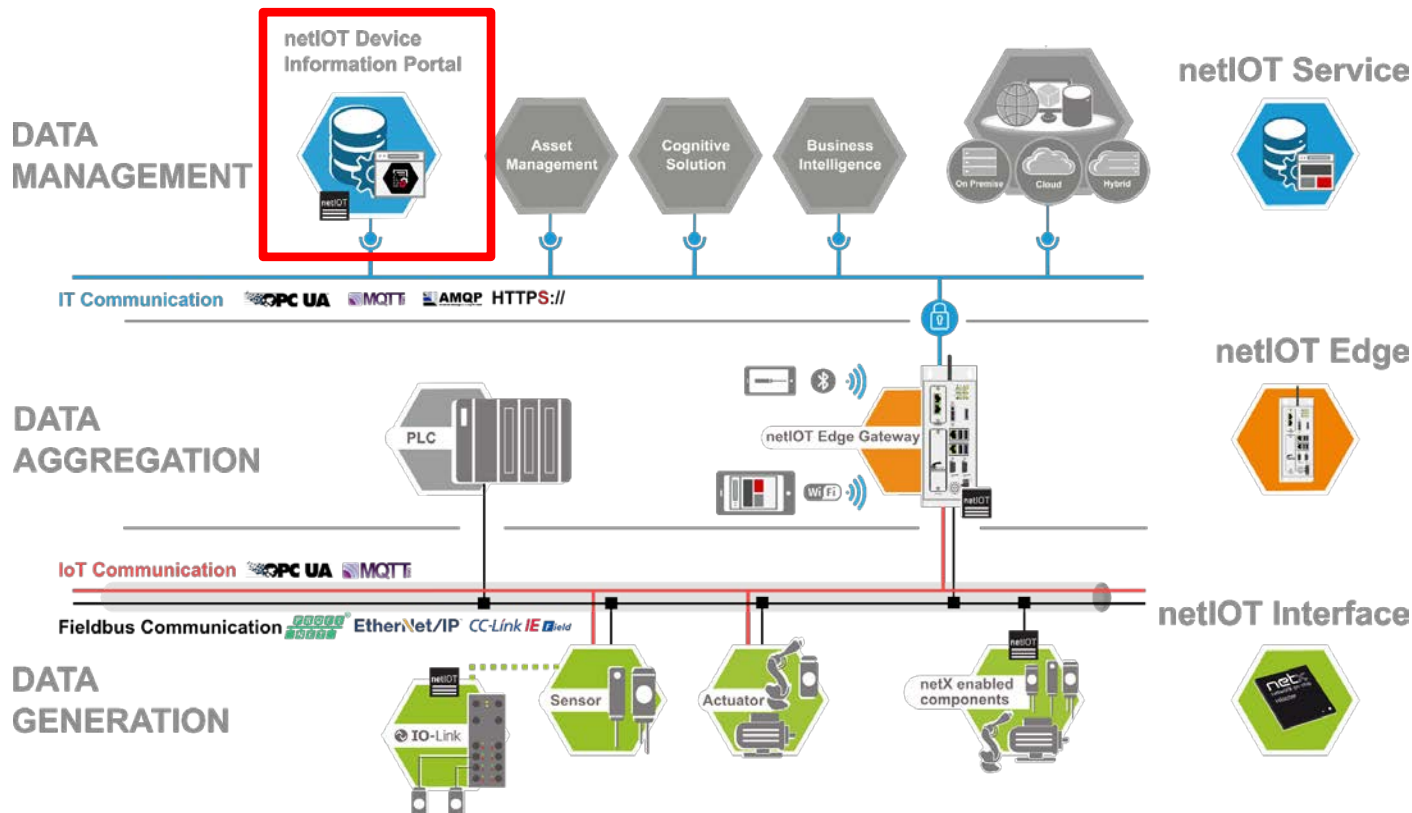 netIOT Device
Information Portal
netIOT Service
DATA
MANAGEMENT
Asset
Management
Cognitive
Solution
Business
Intelligence
On Premise
Cloud
Hybrid
netIOT
IT Communication OPC UA MQTT AMQP HTTPS://
netIOT Edge
DATA
AGGREGATION
PLC
netIOT Edge Gateway
WiFi
netIOT
IoT Communication OPC UA MQTT
Fieldbus Communication EtherNet/IP CC-Link IE Field
netIOT Interface
DATA
GENERATION
netIOT
IO-Link
Sensor
Actuator
netIOT
netX enabled
components
netX